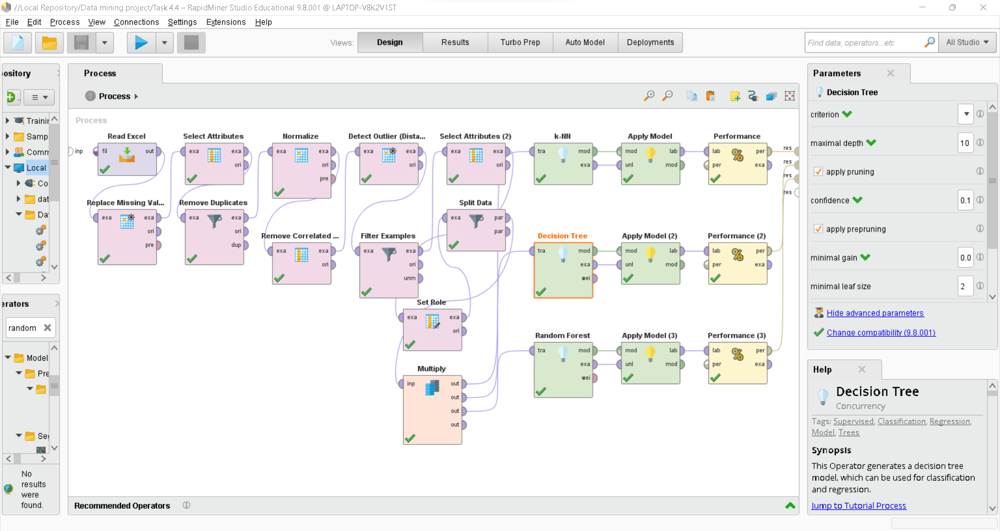 //Local Repository/Data mining project/Task 4.4 – RapidMiner Studio Educational 9.8.001 @ LAPTOP-V8K2V1ST
File Edit Process View Connections Settings Extensions Help
Views: Design Results Turbo Prep Auto Model Deployments
Find data, operators...etc All Studio
ository
Trainin
Samp
Comm
Local
Co
dat
Da
erators
random
Model
Pre
Se
No
results
were
found.
Process
Process
Process
Read Excel Select Attributes Normalize Detect Outlier (Dista... Select Attributes (2) k-NN Apply Model Performance
inp fil out exa exa exa exa exa exa exa exa tra mod mod lab lab per res
ori ori ori ori exa unl mod per exa res
pre res
res
Replace Missing Val... Remove Duplicates Split Data
exa exa exa exa exa par
ori ori par
pre dup
Remove Correlated ... Filter Examples Decision Tree Apply Model (2) Performance (2)
exa exa exa exa tra mod mod lab lab per
ori ori exa unl mod per exa
unm wei
Set Role
exa exa
ori
Random Forest Apply Model (3) Performance (3)
tra mod mod lab lab per
exa unl mod per exa
wei
Multiply
inp out
out
out
out
Recommended Operators
Parameters
Decision Tree
criterion
maximal depth 10
apply pruning
confidence 0.1
apply prepruning
minimal gain 0.0
minimal leaf size 2
Hide advanced parameters
Change compatibility (9.8.001)
Help
Decision Tree
Concurrency
Tags: Supervised, Classification, Regression,
Model, Trees
Synopsis
This Operator generates a decision tree
model, which can be used for classification
and regression.
Jump to Tutorial Process